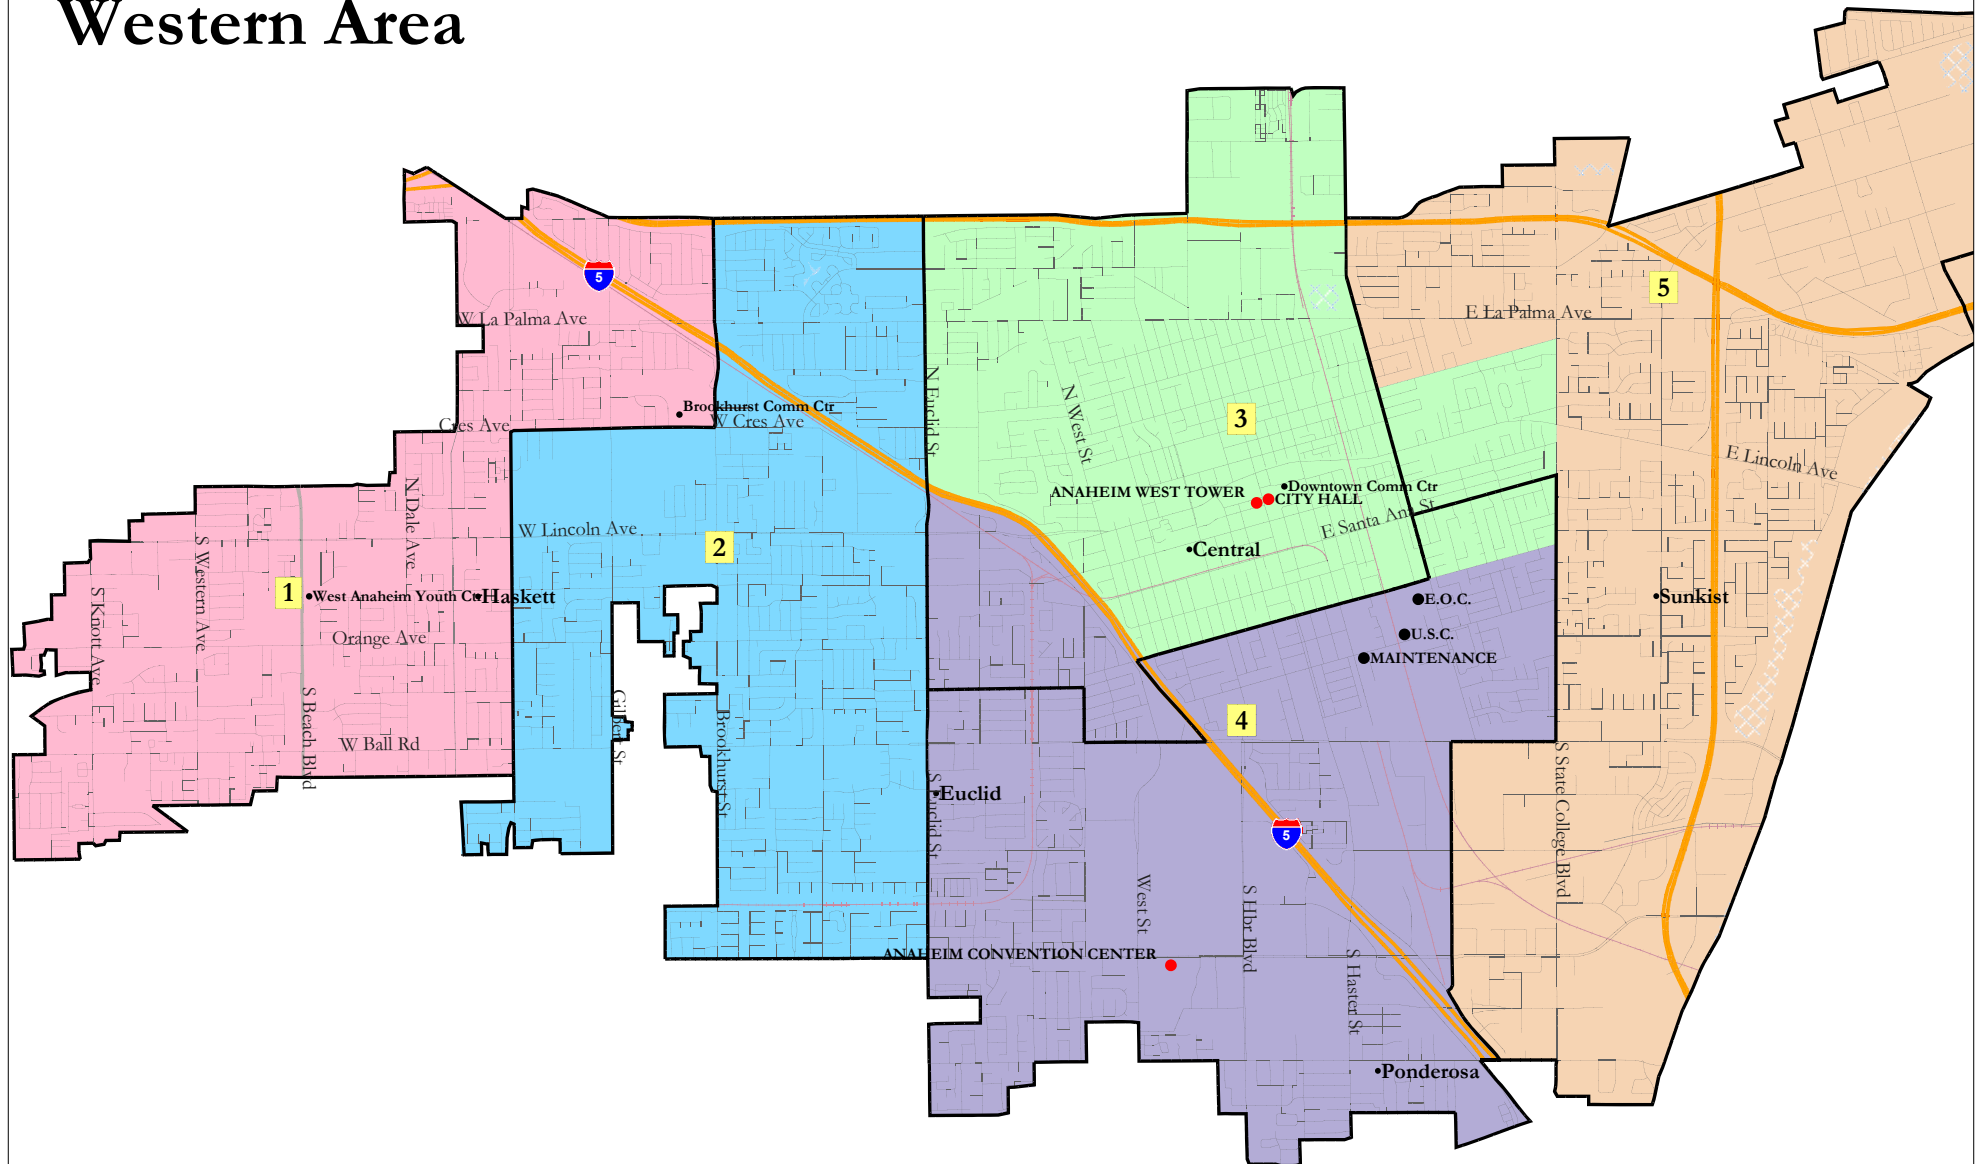 Western Area
5
5
W La Palma Ave
E La Palma Ave
N Euclid St
N West St
Brookhurst Comm Ctr
W Cres Ave
Cres Ave
3
E Lincoln Ave
N Dale Ave
ANAHEIM WEST TOWER
Downtown Comm Ctr
CITY HALL
E Santa Ana St
W Lincoln Ave
2
Central
S Western Ave
S Knott Ave
1
West Anaheim Youth Ctr
Haskett
E.O.C.
Sunkist
Orange Ave
U.S.C.
MAINTENANCE
S Beach Blvd
Gilbert St
Brookhurst St
4
W Ball Rd
S State College Blvd
S Euclid St
Euclid
5
West St
S Hbr Blvd
S Haster St
ANAHEIM CONVENTION CENTER
Ponderosa